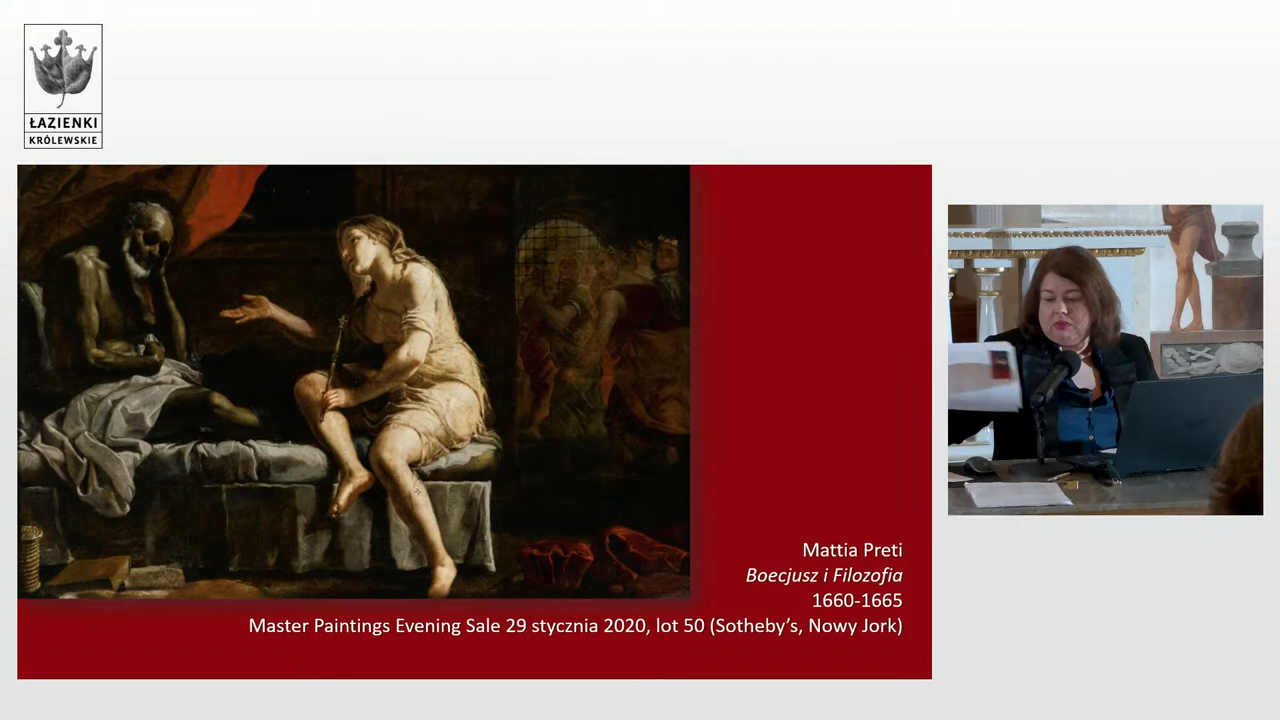 ŁAZIENKI
KRÓLEWSKIE
Mattia Preti
Boecjusz i Filozofia
1660-1665
Master Paintings Evening Sale 29 stycznia 2020, lot 50 (Sotheby’s, Nowy Jork)